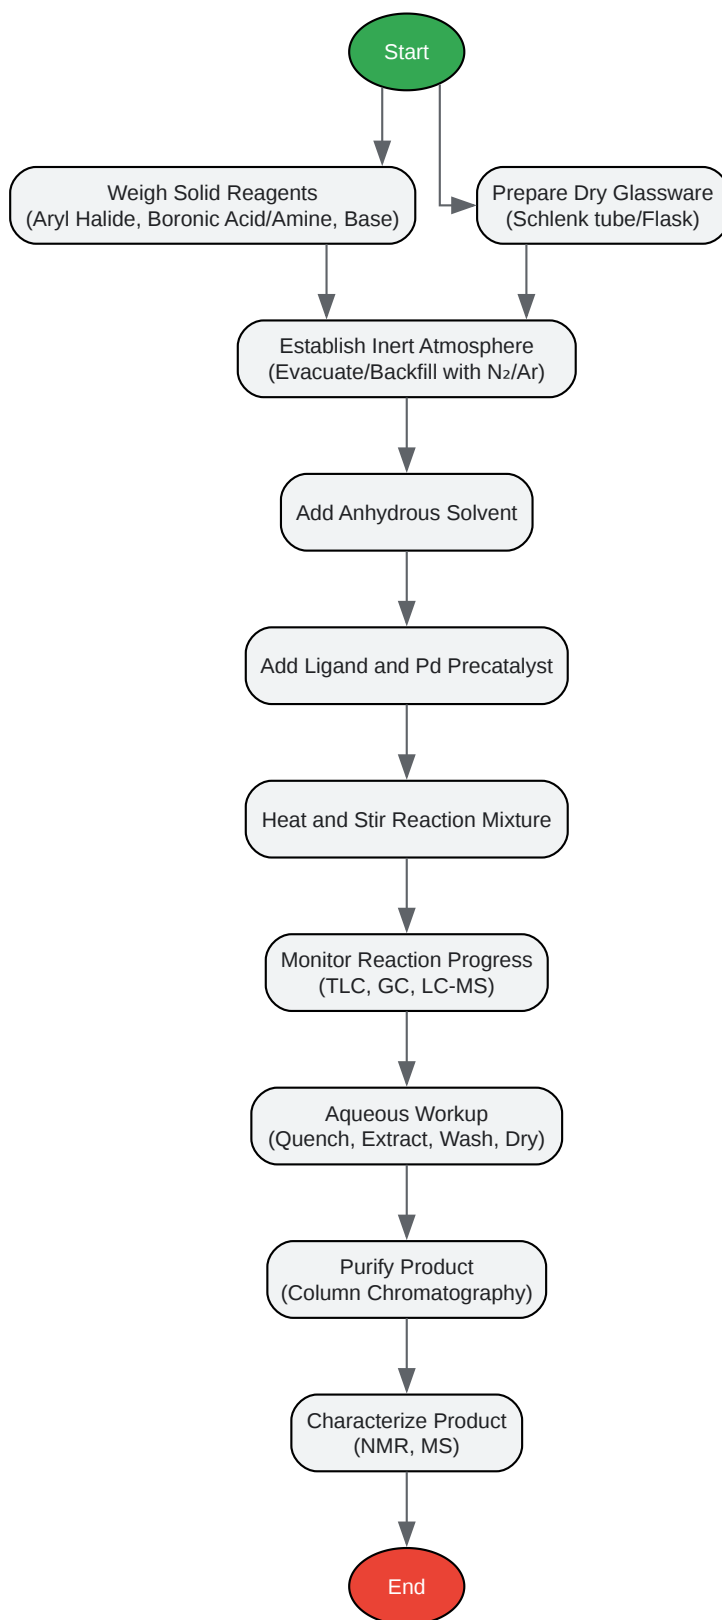 Start
Weigh Solid Reagents
(Aryl Halide, Boronic Acid/Amine, Base)
Prepare Dry Glassware
(Schlenk tube/Flask)
Establish Inert Atmosphere
(Evacuate/Backfill with N₂/Ar)
Add Anhydrous Solvent
Add Ligand and Pd Precatalyst
Heat and Stir Reaction Mixture
Monitor Reaction Progress
(TLC, GC, LC-MS)
Aqueous Workup
(Quench, Extract, Wash, Dry)
Purify Product
(Column Chromatography)
Characterize Product
(NMR, MS)
End